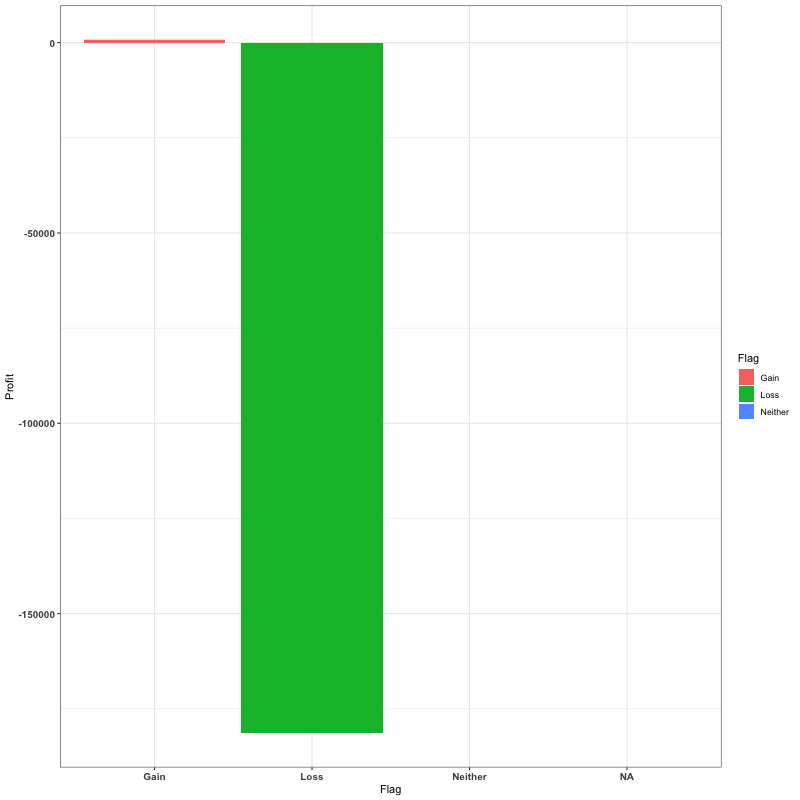 0
-50000
-100000
-150000
Profit
Gain Loss Neither NA
Flag
Flag
Gain
Loss
Neither